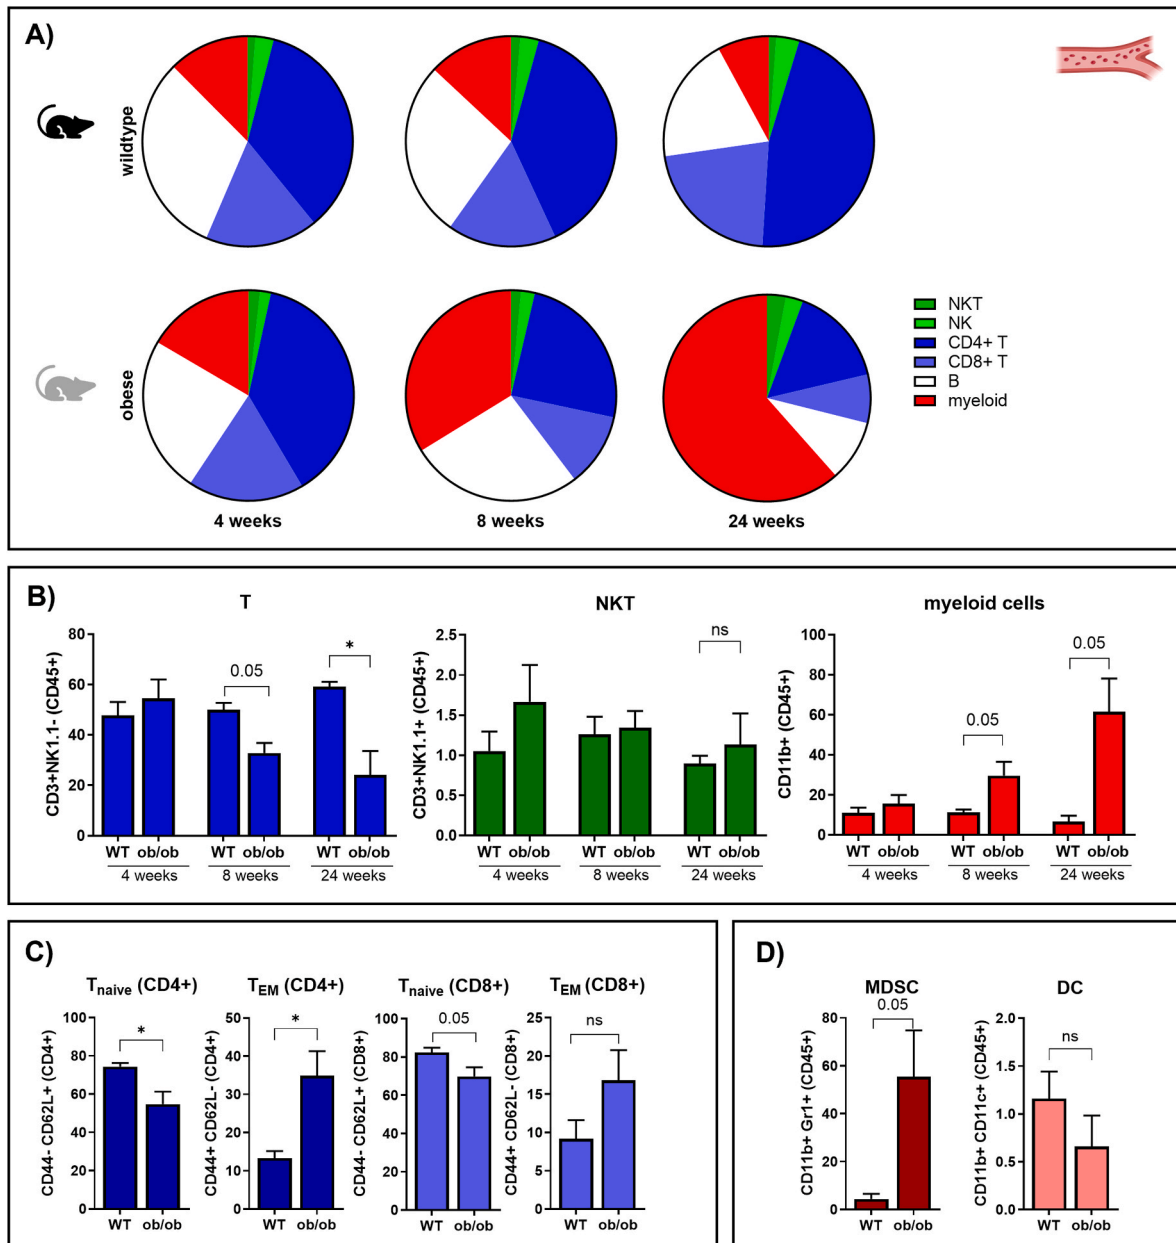 A)
wildtype
obese
NKT
NK
CD4+ T
CD8+ T
B
myeloid
4 weeks
8 weeks
24 weeks
B)
T
CD3+NK1.1- (CD45+)
80
60
40
20
0
0.05
*
WT ob/ob WT ob/ob WT ob/ob
4 weeks 8 weeks 24 weeks
NKT
CD3+NK1.1+ (CD45+)
2.5
2.0
1.5
1.0
0.5
0.0
ns
WT ob/ob WT ob/ob WT ob/ob
4 weeks 8 weeks 24 weeks
myeloid cells
CD11b+ (CD45+)
100
80
60
40
20
0
0.05
0.05
WT ob/ob WT ob/ob WT ob/ob
4 weeks 8 weeks 24 weeks
C)
Tnaive (CD4+)
CD44- CD62L+ (CD4+)
100
80
60
40
20
0
*
WT ob/ob
TEM (CD4+)
CD44+ CD62L- (CD4+)
50
40
30
20
10
0
*
WT ob/ob
Tnaive (CD8+)
CD44- CD62L+ (CD8+)
100
80
60
40
20
0
0.05
WT ob/ob
TEM (CD8+)
CD44+ CD62L- (CD8+)
25
20
15
10
5
0
ns
WT ob/ob
D)
MDSC
CD11b+ Gr1+ (CD45+)
80
60
40
20
0
0.05
WT ob/ob
DC
CD11b+ CD11c+ (CD45+)
2.0
1.5
1.0
0.5
0.0
ns
WT ob/ob